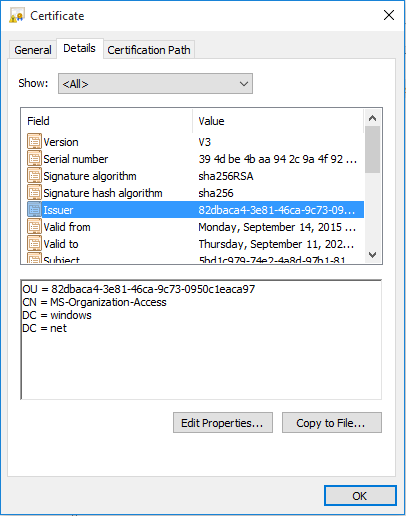 Certificate
General Details Certification Path
Show: <All>
Field Value
Version V3
Serial number 39 4d be 4b aa 94 2c 9a 4f 92 ...
Signature algorithm sha256RSA
Signature hash algorithm sha256
Issuer 82dbaca4-3e81-46ca-9c73-09...
Valid from Monday, September 14, 2015 ...
Valid to Thursday, September 11, 202...
Subject 5bd1c979-74e2-4a8d-97b1-81
OU = 82dbaca4-3e81-46ca-9c73-0950c1eaca97
CN = MS-Organization-Access
DC = windows
DC = net
Edit Properties... Copy to File...
OK